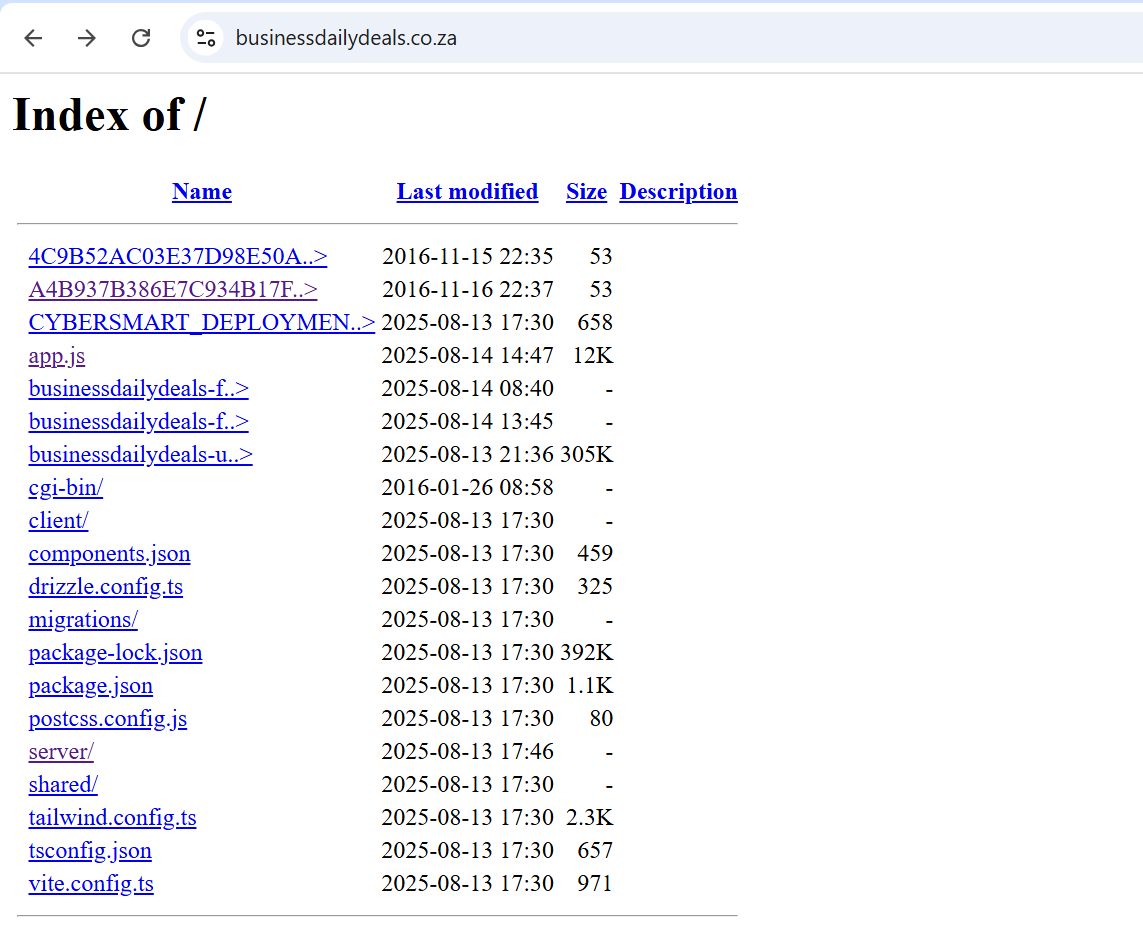 businessdailydeals.co.za
Index of /
Name Last modified Size Description
4C9B52AC03E37D98E50A..> 2016-11-15 22:35 53
A4B937B386E7C934B17F..> 2016-11-16 22:37 53
CYBERSMART_DEPLOYMEN..> 2025-08-13 17:30 658
app.js 2025-08-14 14:47 12K
businessdailydeals-f..> 2025-08-14 08:40 -
businessdailydeals-f..> 2025-08-14 13:45 -
businessdailydeals-u..> 2025-08-13 21:36 305K
cgi-bin/ 2016-01-26 08:58 -
client/ 2025-08-13 17:30 -
components.json 2025-08-13 17:30 459
drizzle.config.ts 2025-08-13 17:30 325
migrations/ 2025-08-13 17:30 -
package-lock.json 2025-08-13 17:30 392K
package.json 2025-08-13 17:30 1.1K
postcss.config.js 2025-08-13 17:30 80
server/ 2025-08-13 17:46 -
shared/ 2025-08-13 17:30 -
tailwind.config.ts 2025-08-13 17:30 2.3K
tsconfig.json 2025-08-13 17:30 657
vite.config.ts 2025-08-13 17:30 971